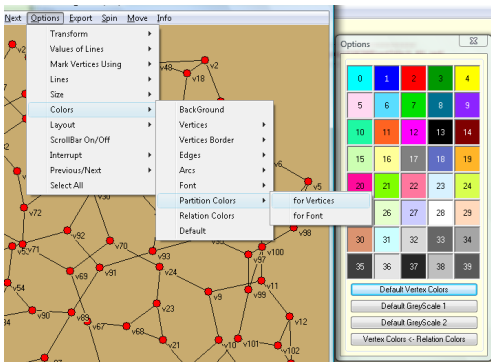 Next Options Export Spin Move Info
Transform
Values of Lines
Mark Vertices Using
Lines
Size
Colors
Layout
ScrollBar On/Off
Interrupt
Previous/Next
Select All
BackGround
Vertices
Vertices Border
Edges
Arcs
Font
Partition Colors
Relation Colors
Default
for Vertices
for Font
v48
v2
v18
v5
v98
v72
v92
v70
v93
v100
v97
v71
v69
v91
v24
v11
v99
v54
v9
v23
v90
v67
v68
v12
v21
v10
v101
v102
Options
0 1 2 3 4
5 6 7 8 9
10 11 12 13 14
15 16 17 18 19
20 21 22 23 24
26 27 28 29
30 31 32 33 34
35 36 37 38 39
Default Vertex Colors
Default GreyScale 1
Default GreyScale 2
Vertex Colors <- Relation Colors